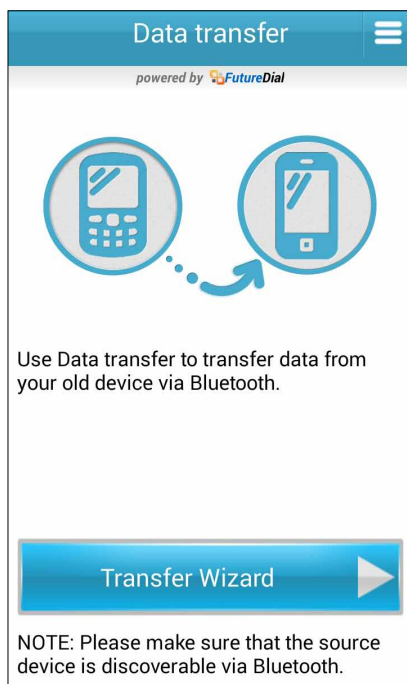 Data transfer
powered by FutureDial
Use Data transfer to transfer data from
your old device via Bluetooth.
Transfer Wizard
NOTE: Please make sure that the source
device is discoverable via Bluetooth.